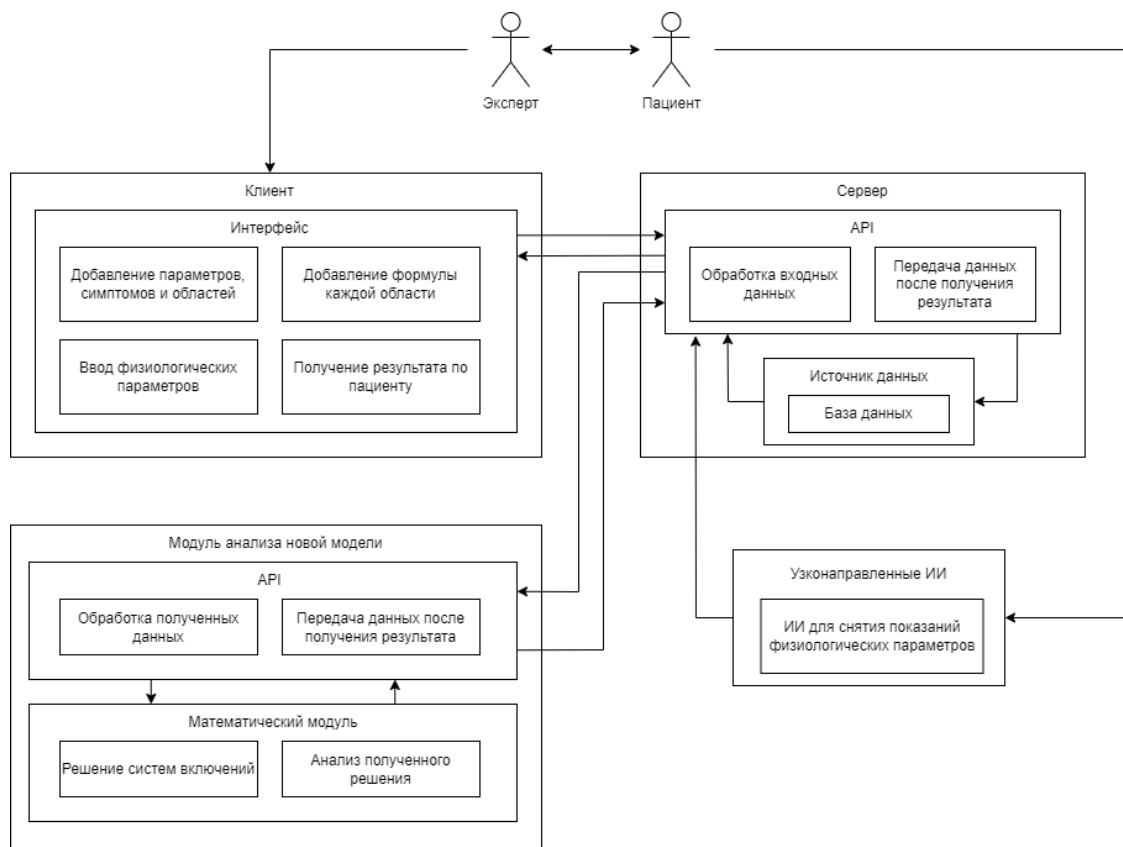 Эксперт
Пациент
Клиент
Интерфейс
Добавление параметров,
симптомов и областей
Добавление формулы
каждой области
Ввод физиологических
параметров
Получение результата по
пациенту
Сервер
API
Обработка входных
данных
Передача данных
после получения
результата
Источник данных
База данных
Модуль анализа новой модели
API
Обработка полученных
данных
Передача данных после
получения результата
Математический модуль
Решение систем включений
Анализ полученного
решения
Узконаправленные ИИ
ИИ для снятия показаний
физиологических параметров